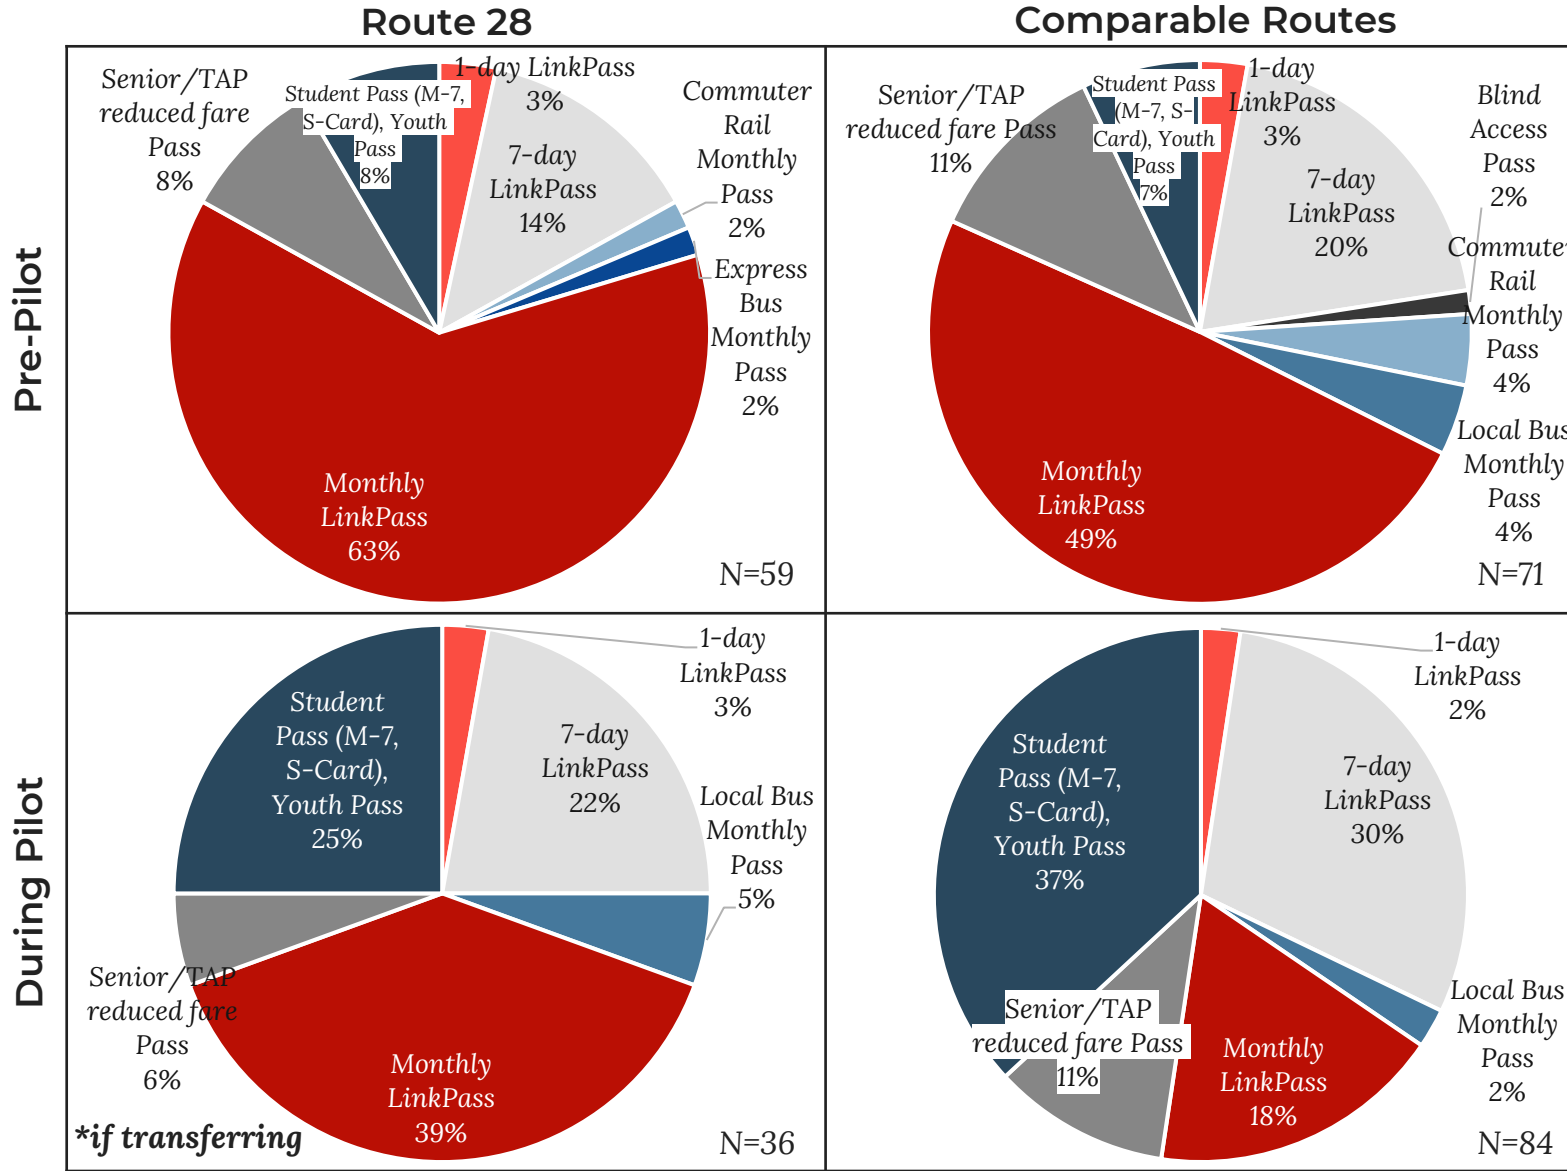 Route 28
Comparable Routes
Pre-Pilot
Senior/TAP
reduced fare
Pass
8%
Student Pass (M-7,
S-Card), Youth
Pass
8%
1-day LinkPass
3%
7-day
LinkPass
14%
Commuter
Rail
Monthly
Pass
2%
Express
Bus
Monthly
Pass
2%
Monthly
LinkPass
63%
N=59
Senior/TAP
reduced fare Pass
11%
Student Pass
(M-7, S-
Card), Youth
Pass
7%
1-day
LinkPass
3%
7-day
LinkPass
20%
Blind
Access
Pass
2%
Commuter
Rail
Monthly
Pass
4%
Local Bus
Monthly
Pass
4%
Monthly
LinkPass
49%
N=71
During Pilot
Student
Pass (M-7,
S-Card),
Youth Pass
25%
1-day
LinkPass
3%
7-day
LinkPass
22%
Local Bus
Monthly
Pass
5%
Senior/TAP
reduced fare
Pass
6%
Monthly
LinkPass
39%
*if transferring
N=36
Student
Pass (M-7,
S-Card),
Youth Pass
37%
1-day
LinkPass
2%
7-day
LinkPass
30%
Local Bus
Monthly
Pass
2%
Senior/TAP
reduced fare Pass
11%
Monthly
LinkPass
18%
N=84